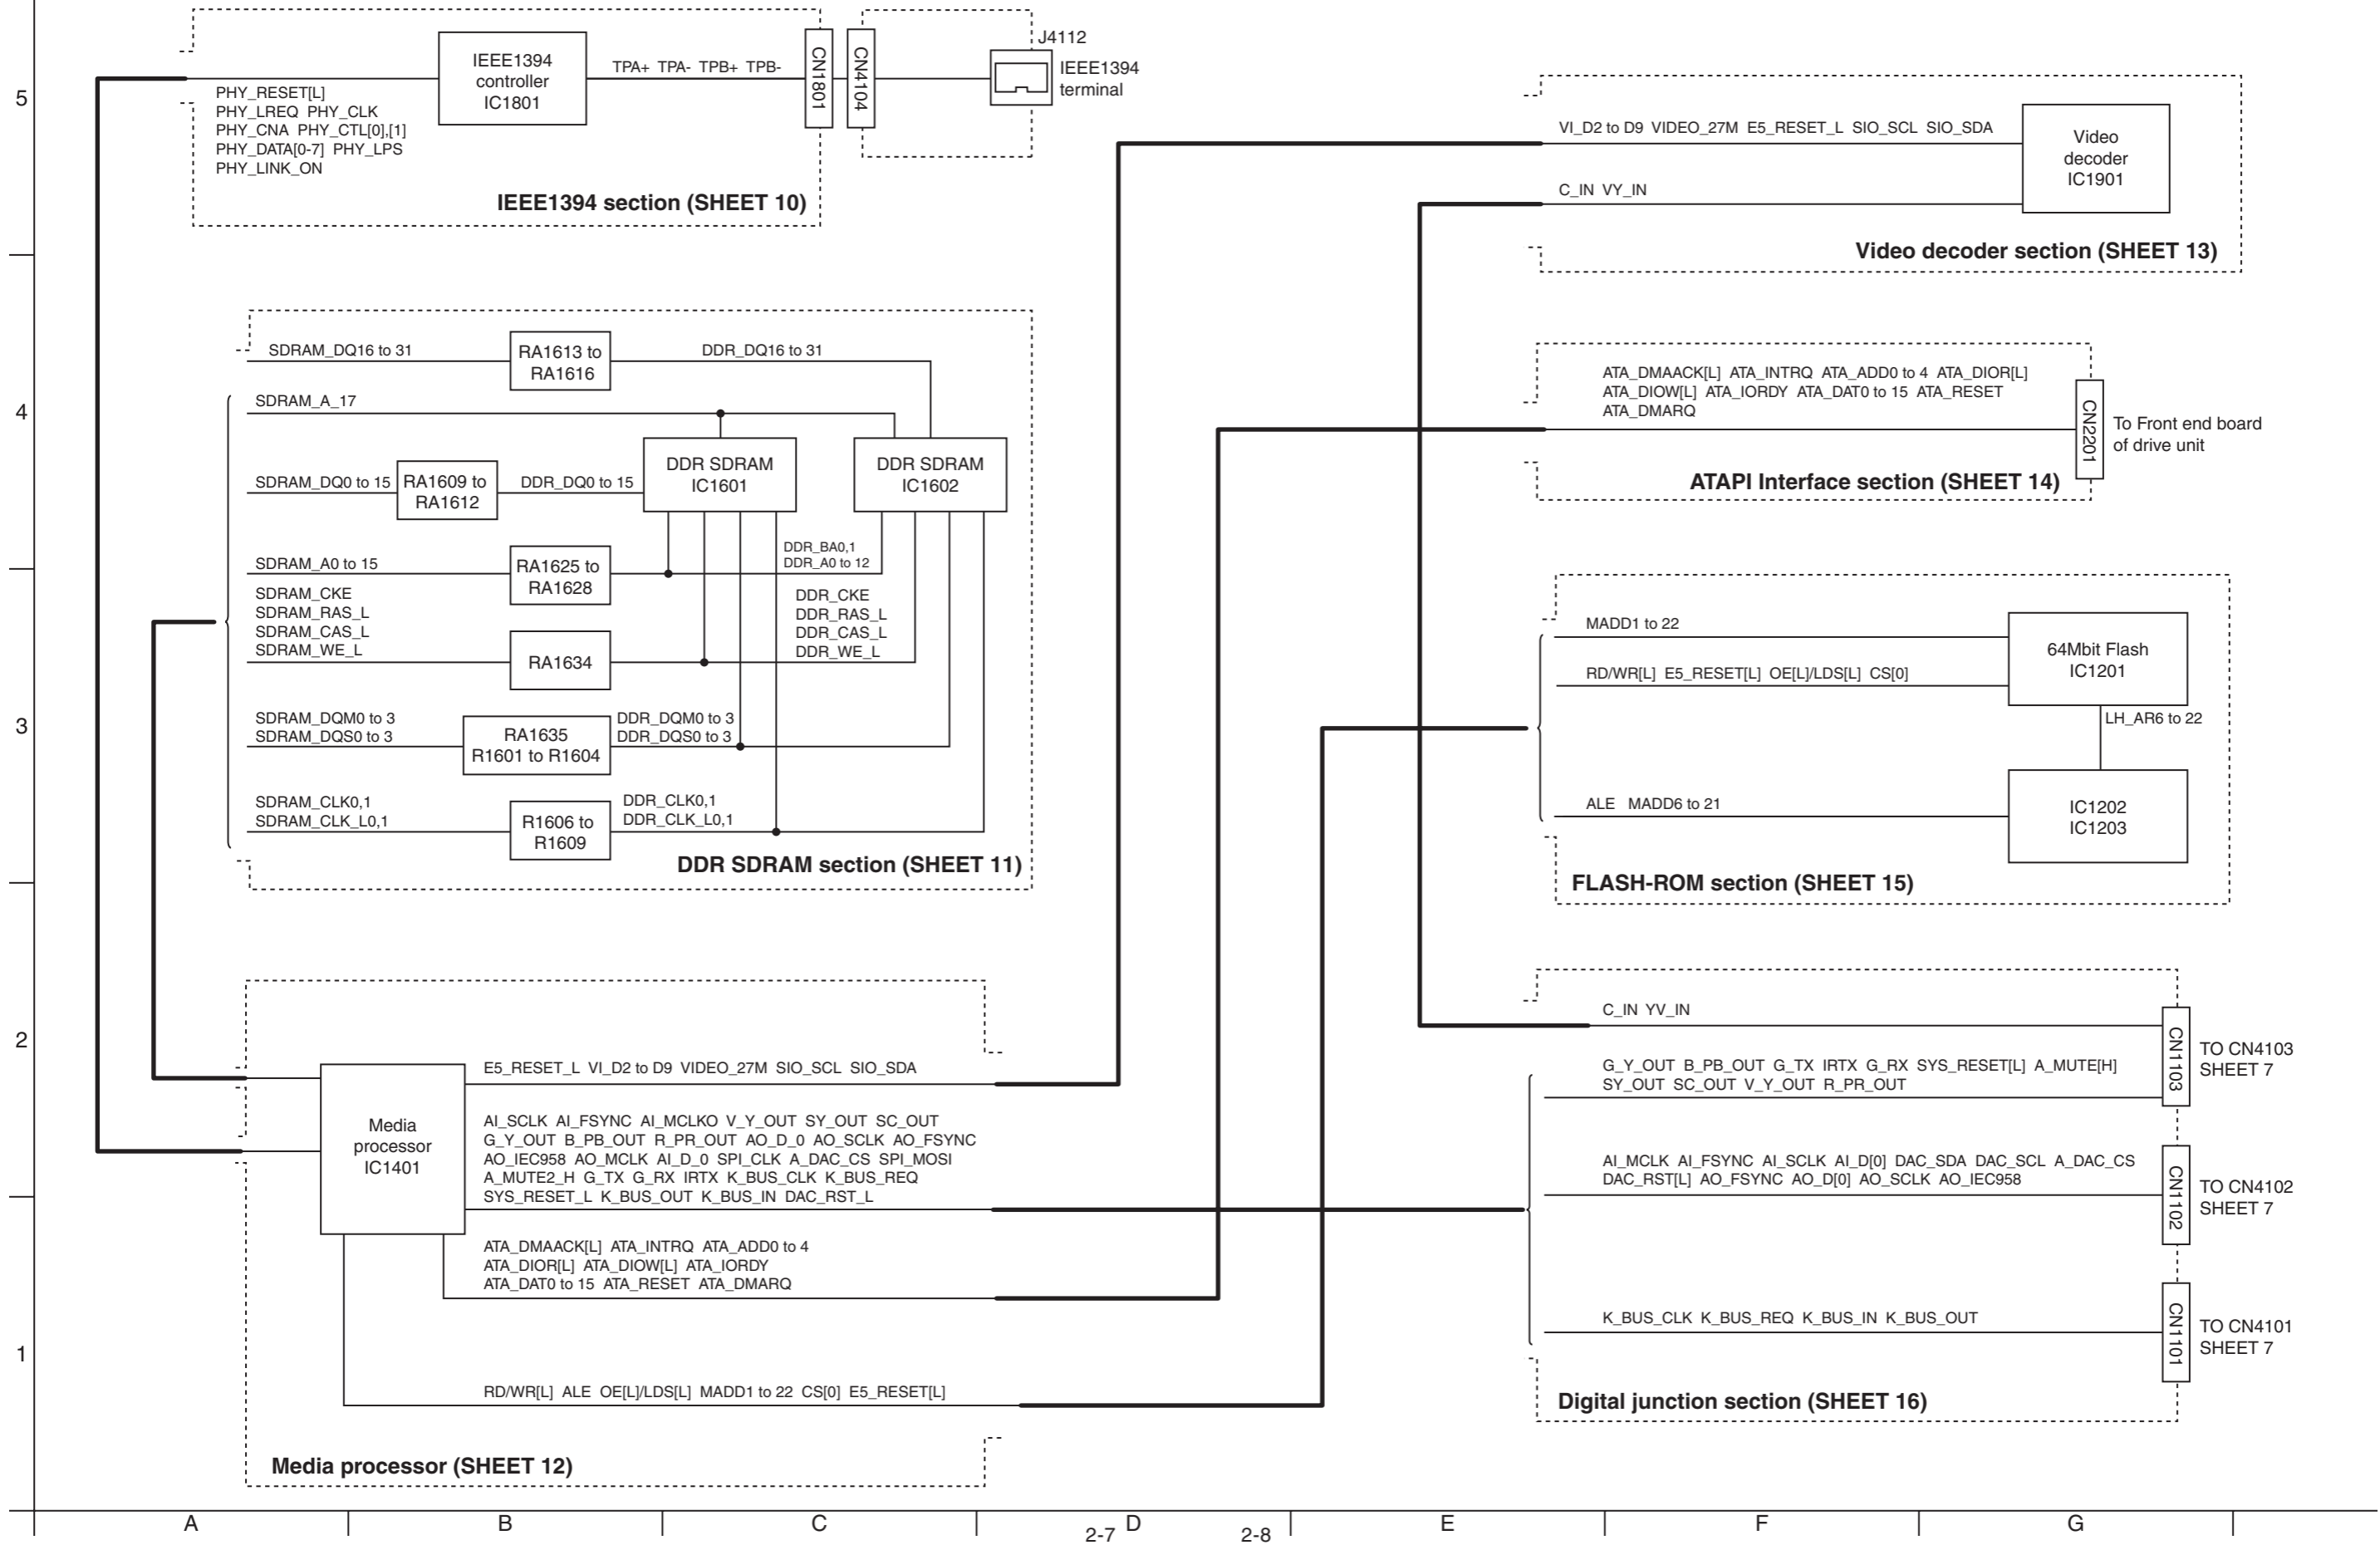 5
IEEE1394
controller
IC1801
TPA+ TPA- TPB+ TPB-
CN1801
CN4104
J4112
IEEE1394
terminal
PHY_RESET[L]
PHY_LREQ PHY_CLK
PHY_CNA PHY_CTL[0],[1]
PHY_DATA[0-7] PHY_LPS
PHY_LINK_ON
IEEE1394 section (SHEET 10)
VI_D2 to D9 VIDEO_27M E5_RESET_L SIO_SCL SIO_SDA
Video
decoder
IC1901
C_IN VY_IN
Video decoder section (SHEET 13)
4
SDRAM_DQ16 to 31
RA1613 to
RA1616
DDR_DQ16 to 31
SDRAM_A_17
DDR SDRAM
IC1601
DDR SDRAM
IC1602
SDRAM_DQ0 to 15
RA1609 to
RA1612
DDR_DQ0 to 15
SDRAM_A0 to 15
RA1625 to
RA1628
DDR_BA0,1
DDR_A0 to 12
SDRAM_CKE
SDRAM_RAS_L
SDRAM_CAS_L
SDRAM_WE_L
RA1634
DDR_CKE
DDR_RAS_L
DDR_CAS_L
DDR_WE_L
3
SDRAM_DQM0 to 3
SDRAM_DQS0 to 3
RA1635
R1601 to R1604
DDR_DQM0 to 3
DDR_DQS0 to 3
SDRAM_CLK0,1
SDRAM_CLK_L0,1
R1606 to
R1609
DDR_CLK0,1
DDR_CLK_L0,1
DDR SDRAM section (SHEET 11)
ATA_DMAACK[L] ATA_INTRQ ATA_ADD0 to 4 ATA_DIOR[L]
ATA_DIOW[L] ATA_IORDY ATA_DAT0 to 15 ATA_RESET
ATA_DMARQ
CN2201
To Front end board
of drive unit
ATAPI Interface section (SHEET 14)
MADD1 to 22
64Mbit Flash
IC1201
RD/WR[L] E5_RESET[L] OE[L]/LDS[L] CS[0]
LH_AR6 to 22
ALE MADD6 to 21
IC1202
IC1203
FLASH-ROM section (SHEET 15)
2
Media
processor
IC1401
E5_RESET_L VI_D2 to D9 VIDEO_27M SIO_SCL SIO_SDA
AI_SCLK AI_FSYNC AI_MCLKO V_Y_OUT SY_OUT SC_OUT
G_Y_OUT B_PB_OUT R_PR_OUT AO_D_0 AO_SCLK AO_FSYNC
AO_IEC958 AO_MCLK AI_D_0 SPI_CLK A_DAC_CS SPI_MOSI
A_MUTE2_H G_TX G_RX IRTX K_BUS_CLK K_BUS_REQ
SYS_RESET_L K_BUS_OUT K_BUS_IN DAC_RST_L
ATA_DMAACK[L] ATA_INTRQ ATA_ADD0 to 4
ATA_DIOR[L] ATA_DIOW[L] ATA_IORDY
ATA_DAT0 to 15 ATA_RESET ATA_DMARQ
1
RD/WR[L] ALE OE[L]/LDS[L] MADD1 to 22 CS[0] E5_RESET[L]
Media processor (SHEET 12)
C_IN YV_IN
CN1103
TO CN4103
SHEET 7
G_Y_OUT B_PB_OUT G_TX IRTX G_RX SYS_RESET[L] A_MUTE[H]
SY_OUT SC_OUT V_Y_OUT R_PR_OUT
AI_MCLK AI_FSYNC AI_SCLK AI_D[0] DAC_SDA DAC_SCL A_DAC_CS
DAC_RST[L] AO_FSYNC AO_D[0] AO_SCLK AO_IEC958
CN1102
TO CN4102
SHEET 7
K_BUS_CLK K_BUS_REQ K_BUS_IN K_BUS_OUT
CN1101
TO CN4101
SHEET 7
Digital junction section (SHEET 16)
A B C D E F G
2-7 2-8